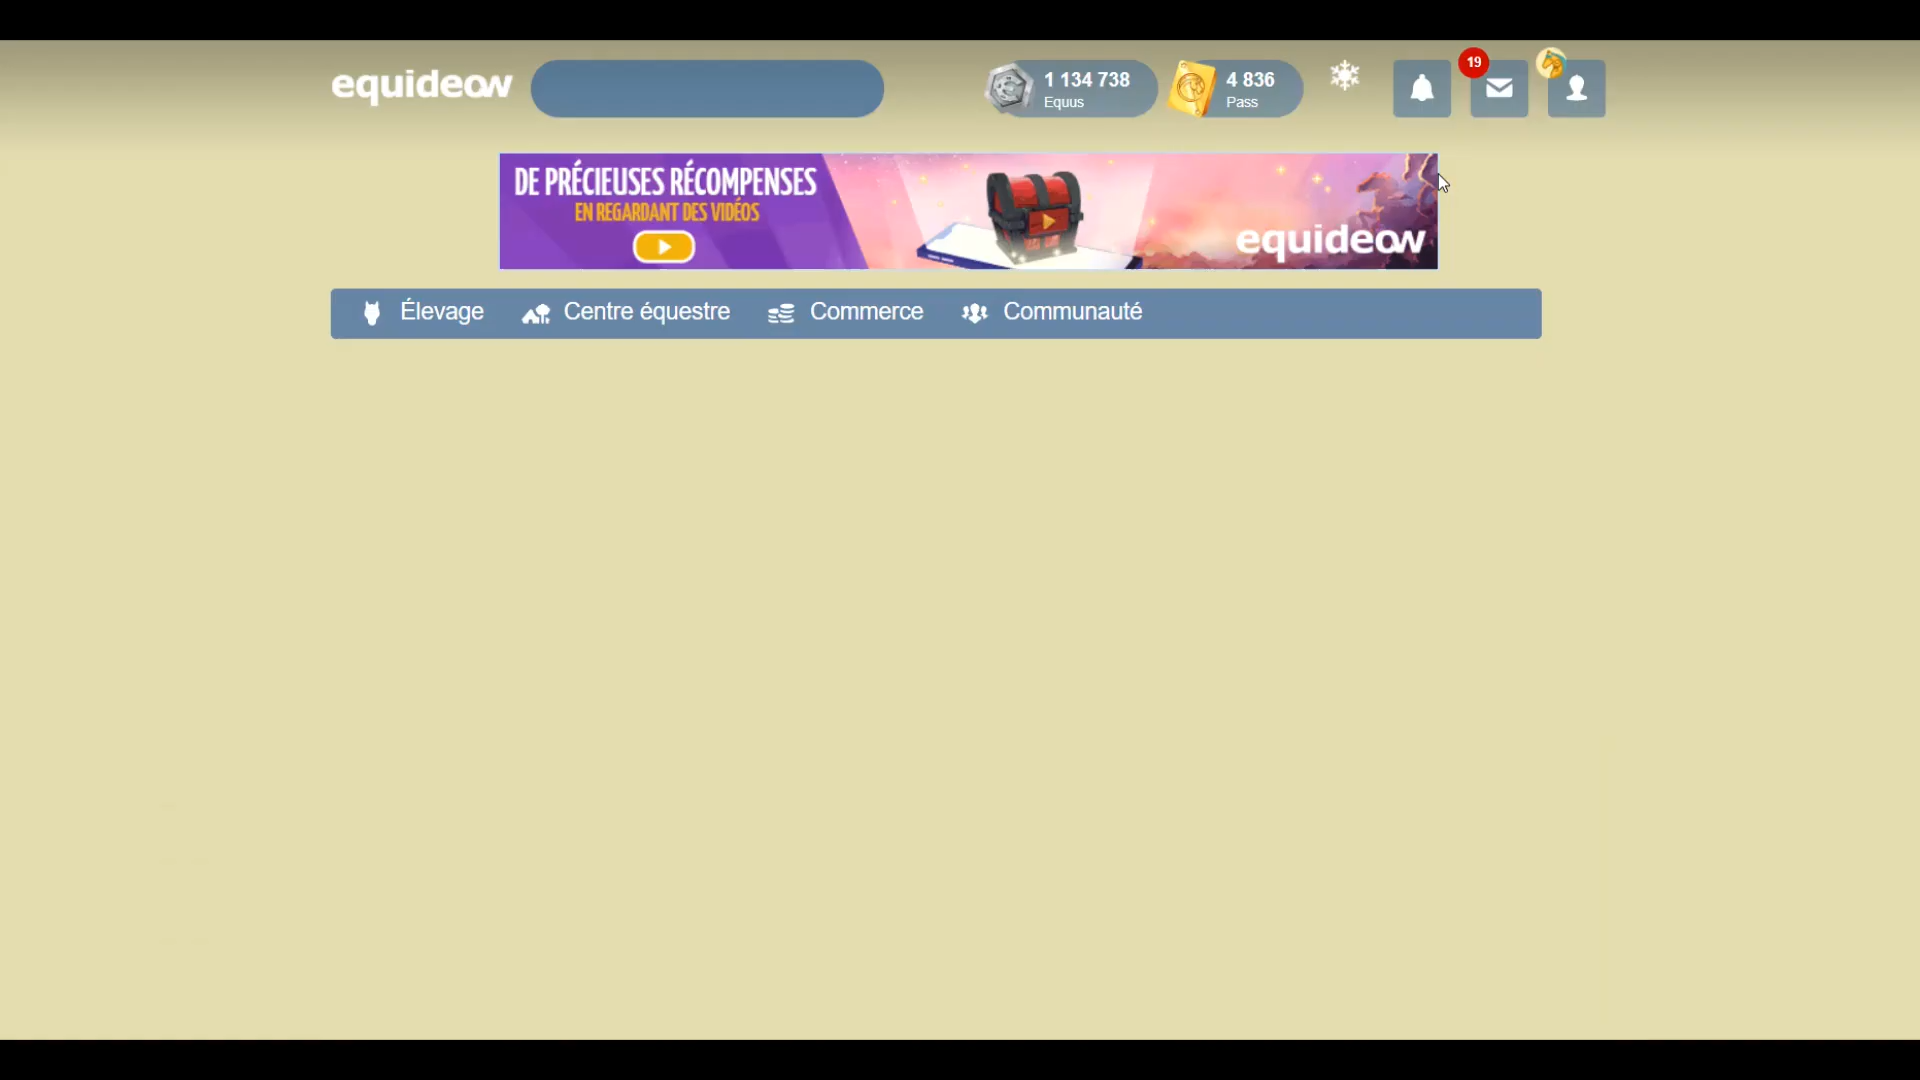 equideow
1 134 738
Equus
4 836
Pass
19
DE PRÉCIEUSES RÉCOMPENSES
EN REGARDANT DES VIDÉOS
equideow
Élevage
Centre équestre
Commerce
Communauté